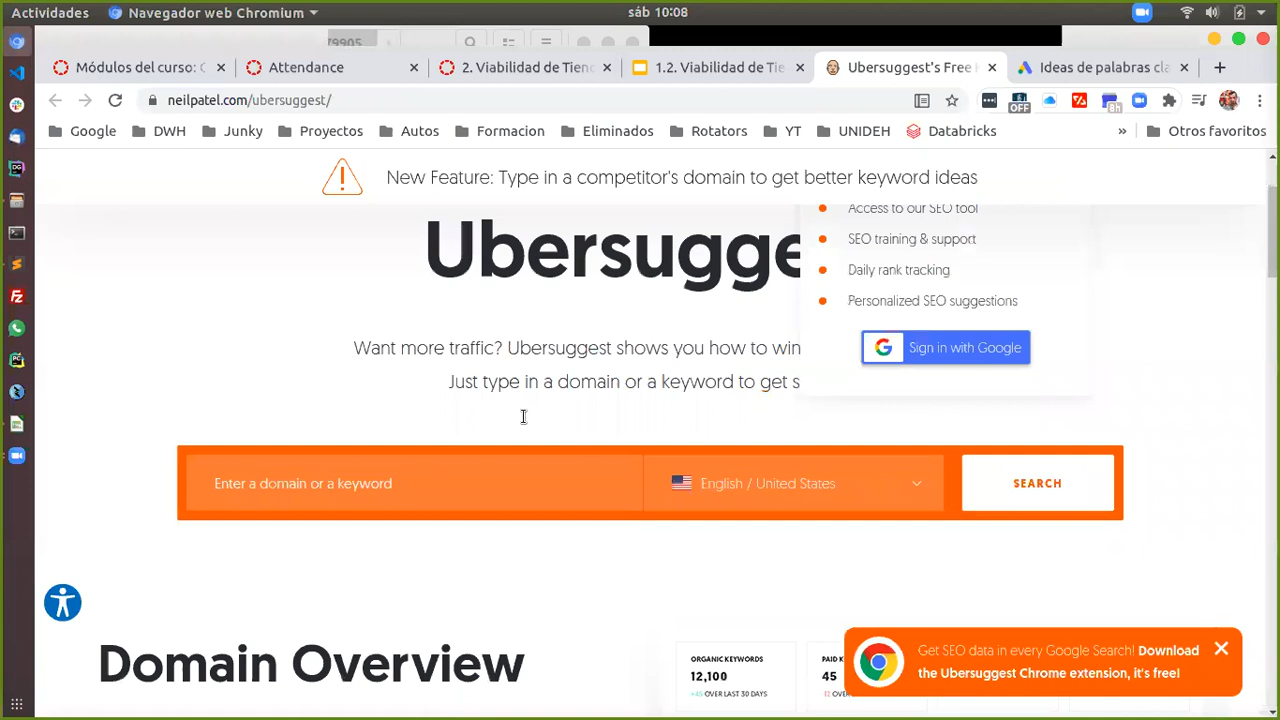 Actividades
Navegador web Chromium
sáb 10:08
79905
Módulos del curso: C
Attendance
2. Viabilidad de Tien
1.2. Viabilidad de Tie
Ubersuggest's Free
Ideas de palabras cla
neilpatel.com/ubersuggest/
OFF
8h
Google
DWH
Junky
Proyectos
Autos
Formacion
Eliminados
Rotators
YT
UNIDEH
Databricks
»
Otros favoritos
New Feature: Type in a competitor's domain to get better keyword ideas
Ubersugge
Access to our SEO tool
SEO training & support
Daily rank tracking
Personalized SEO suggestions
Sign in with Google
Want more traffic? Ubersuggest shows you how to win
Just type in a domain or a keyword to get s
Enter a domain or a keyword
English / United States
SEARCH
Domain Overview
ORGANIC KEYWORDS
12,100
+45 OVER LAST 30 DAYS
PAID K
45
-12 OVER
Get SEO data in every Google Search! Download
the Ubersuggest Chrome extension, it's free!